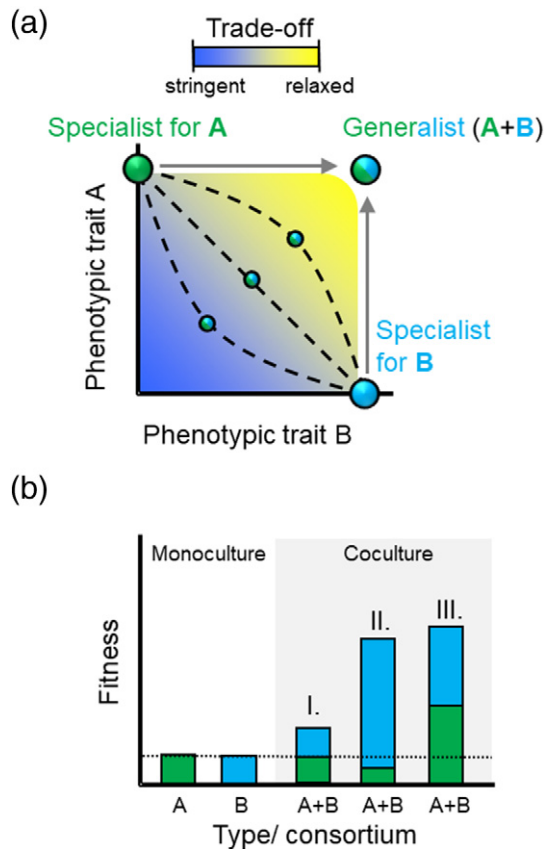 (a)
Trade-off
stringent relaxed
Specialist for A Generalist (A+B)
Phenotypic trait A
Specialist
for B
Phenotypic trait B
(b)
Monoculture Coculture
Fitness
I. II. III.
A B A+B A+B A+B
Type/ consortium